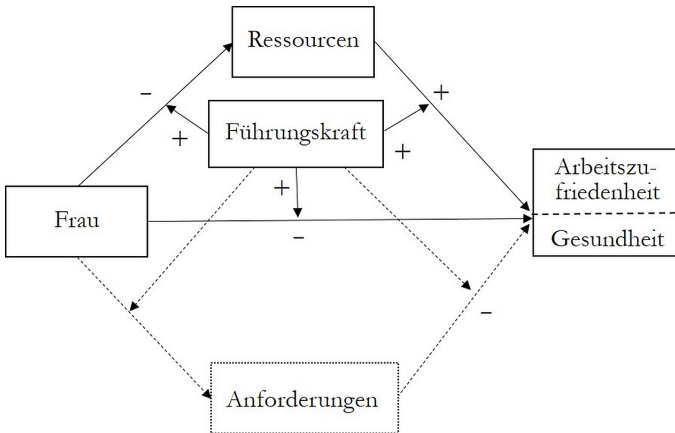 Ressourcen
–
+
Führungskraft
+
+
+
Arbeitszu-
friedenheit
Frau
–
Gesundheit
–
Anforderungen